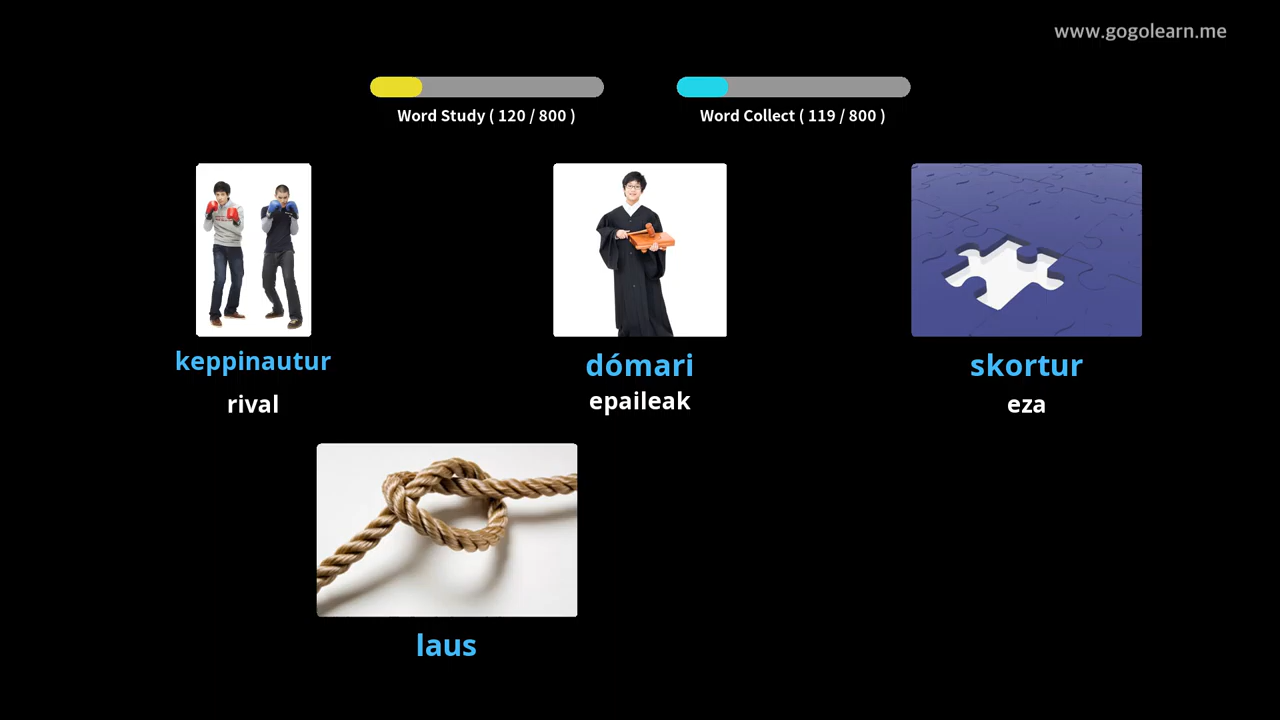 www.gogolearn.me
Word Study ( 120 / 800 )
Word Collect ( 119 / 800 )
keppinautur
rival
dómari
epaileak
skortur
eza
laus